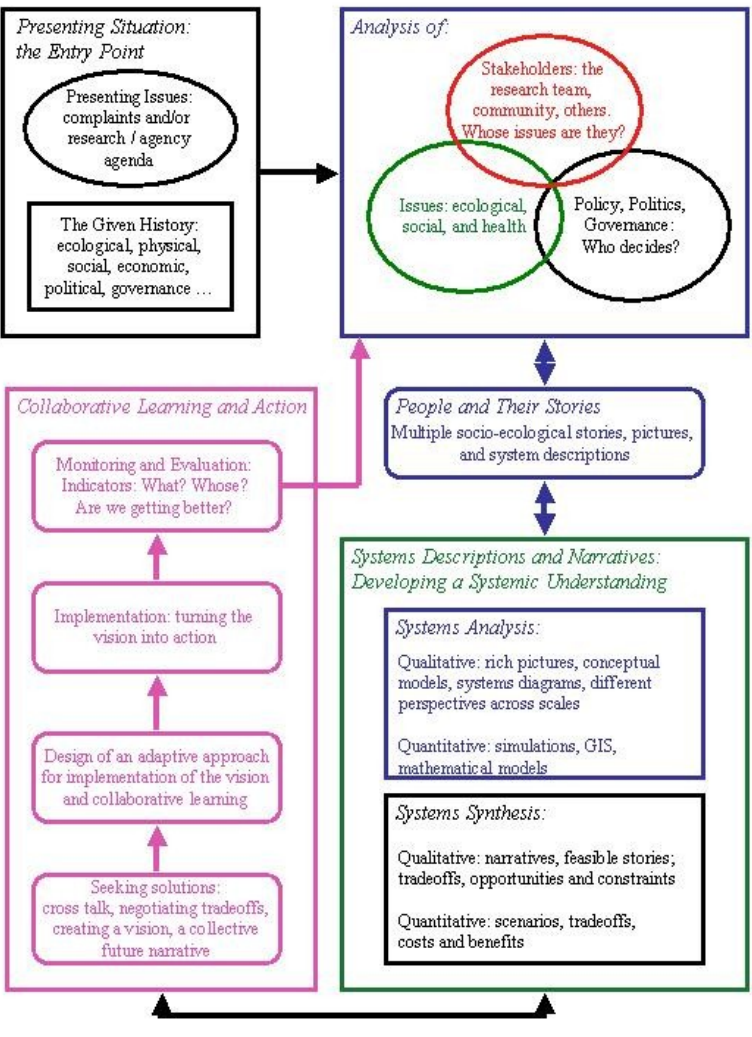 Presenting Situation:
the Entry Point
Presenting Issues:
complaints and/or
research / agency
agenda
The Given History:
ecological, physical,
social, economic,
political, governance ...
Analysis of:
Stakeholders: the
research team,
community, others.
Whose issues are they?
Issues: ecological,
social, and health
Policy, Politics,
Governance:
Who decides?
People and Their Stories
Multiple socio-ecological stories, pictures,
and system descriptions
Collaborative Learning and Action
Monitoring and Evaluation:
Indicators: What? Whose?
Are we getting better?
Implementation: turning the
vision into action
Design of an adaptive approach
for implementation of the vision
and collaborative learning
Seeking solutions:
cross talk, negotiating tradeoffs,
creating a vision, a collective
future narrative
Systems Descriptions and Narratives:
Developing a Systemic Understanding
Systems Analysis:
Qualitative: rich pictures, conceptual
models, systems diagrams, different
perspectives across scales
Quantitative: simulations, GIS,
mathematical models
Systems Synthesis:
Qualitative: narratives, feasible stories;
tradeoffs, opportunities and constraints
Quantitative: scenarios, tradeoffs,
costs and benefits